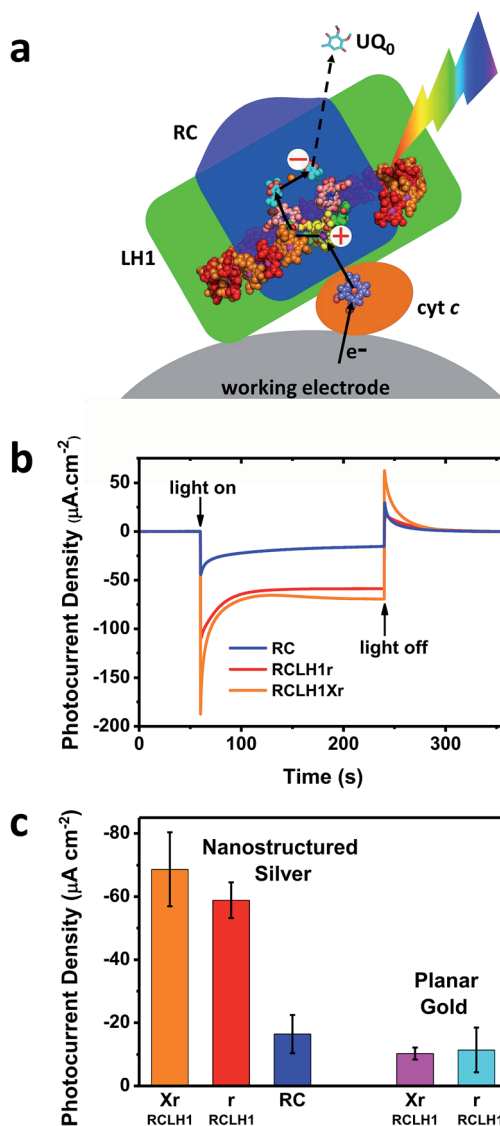 a
UQ0
RC
LH1
−
+
cyt c
e-
working electrode
b
Photocurrent Density (µA.cm-2)
50
0
-50
-100
-150
-200
light on
light off
RC
RCLH1r
RCLH1Xr
0
100
200
300
Time (s)
c
Photocurrent Density (µA cm-2)
-80
-60
-40
-20
0
Nanostructured
Silver
Planar
Gold
Xr
RCLH1
r
RCLH1
RC
Xr
RCLH1
r
RCLH1